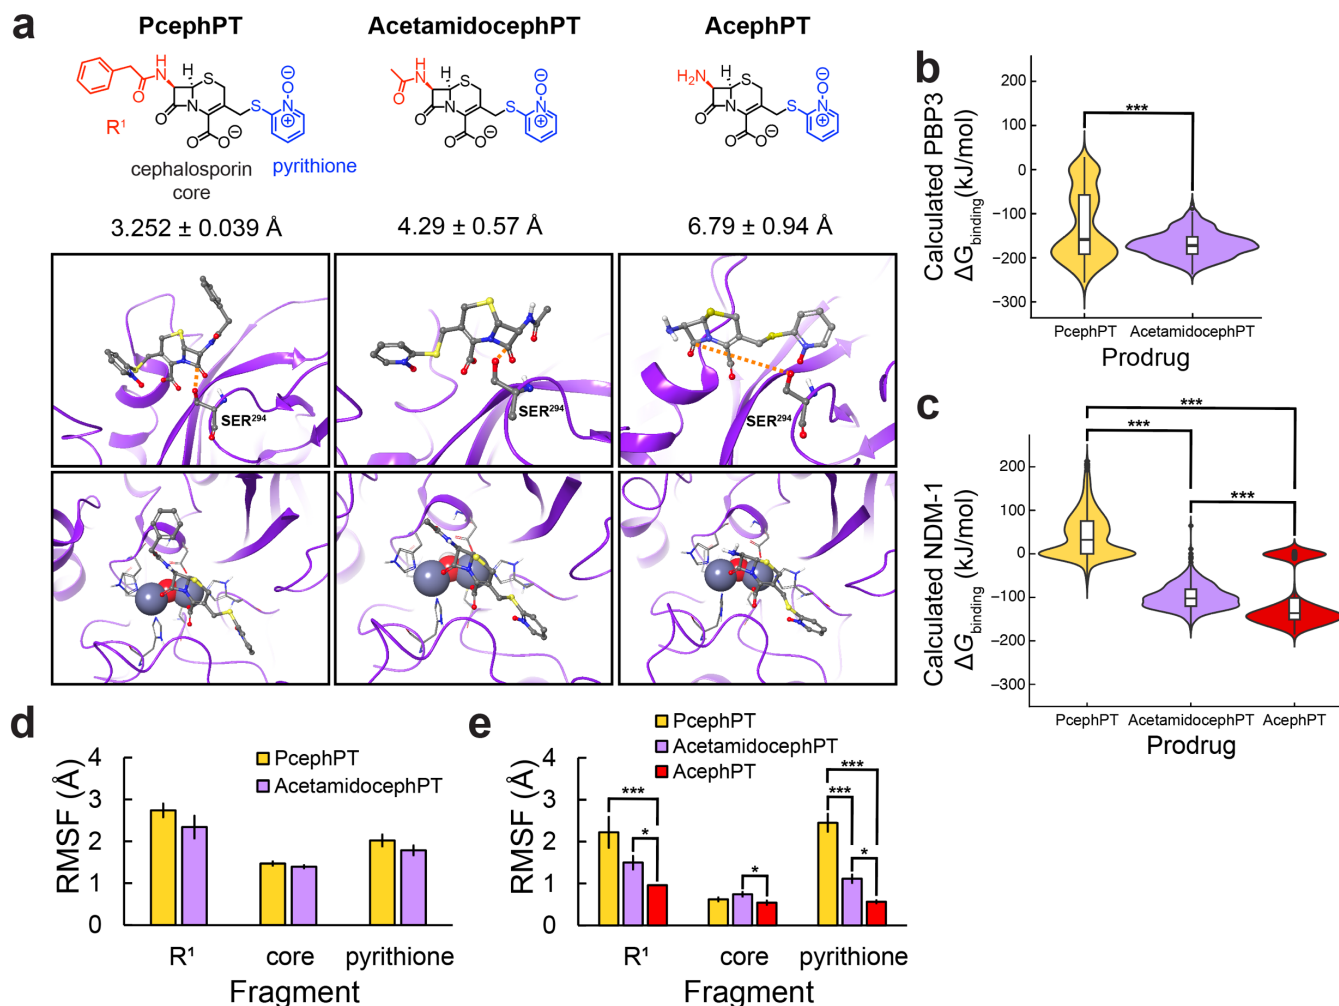 a
PcephPT
AcetamidocephPT
AcephPT
H
N
H
S
O
R¹
O
N
S
N
O
O
O
cephalosporin
core
pyrithione
H
N
H
S
O
O
N
S
N
O
O
O
H₂N
H
S
O
N
S
N
O
O
O
3.252 ± 0.039 Å
4.29 ± 0.57 Å
6.79 ± 0.94 Å
SER²⁹⁴
SER²⁹⁴
SER²⁹⁴
b
Calculated PBP3
ΔG_binding (kJ/mol)
200
100
0
−100
−200
−300
***
PcephPT
AcetamidocephPT
Prodrug
c
Calculated NDM-1
ΔG_binding (kJ/mol)
200
100
0
−100
−200
−300
***
***
***
PcephPT
AcetamidocephPT
AcephPT
Prodrug
d
PcephPT
AcetamidocephPT
RMSF (Å)
4
3
2
1
0
R¹
core
pyrithione
Fragment
e
PcephPT
AcetamidocephPT
AcephPT
RMSF (Å)
4
3
2
1
0
***
*
*
***
***
*
R¹
core
pyrithione
Fragment